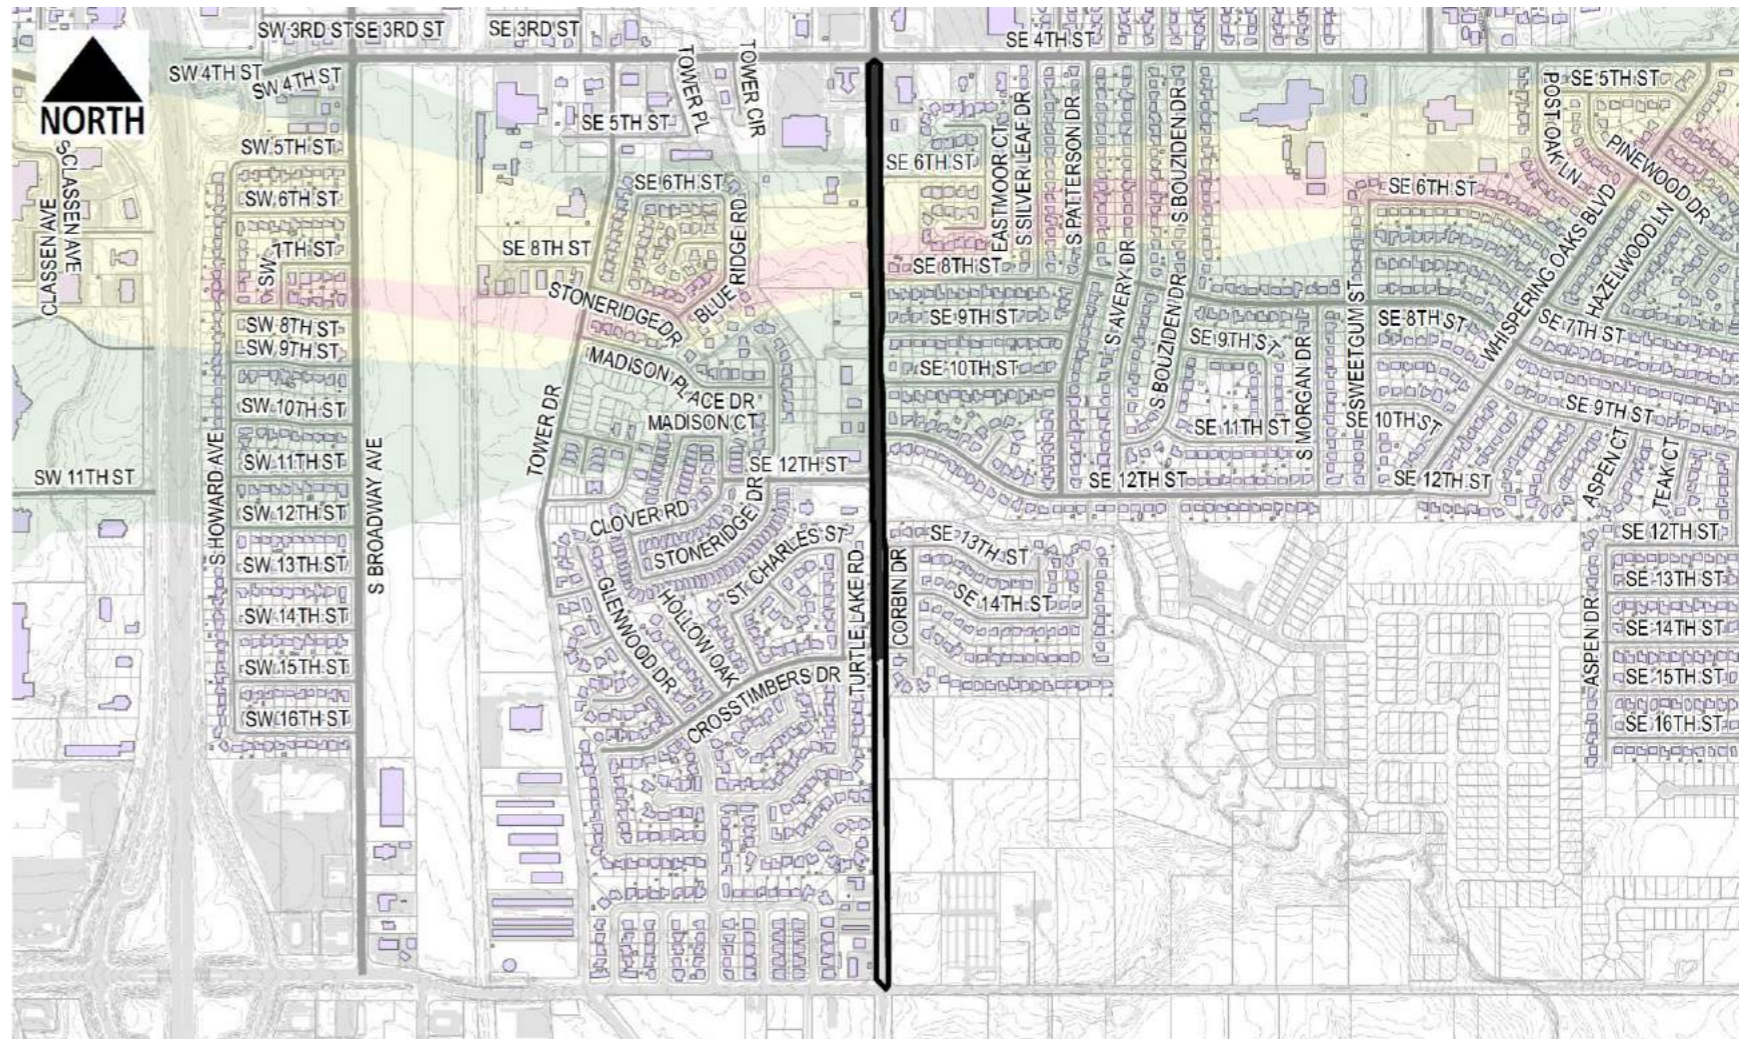 SW 3RD ST
SE 3RD ST
SE 3RD ST
SE 4TH ST
SW 4TH ST
SW 4TH ST
NORTH
TOWER PL
TOWER CIR
SE 5TH ST
POST OAK LN
SE 5TH ST
SW 5TH ST
S CLASSEN AVE
CLASSEN AVE
SW 6TH ST
SE 6TH ST
SE 6TH ST
EASTMOOR CT
S SILVERLEAF DR
S PATTERSON DR
S AVERY DR
S BOUZIDEN DR
SE 6TH ST
PINEWOOD DR
SW 7TH ST
SE 8TH ST
BLUE RIDGE RD
SE 8TH ST
WHISPERING OAKS BLVD
HAZELWOOD LN
STONERIDGE DR
SW 8TH ST
SW 9TH ST
SE 9TH ST
S BOUZIDEN DR
SE 9TH ST
SE 8TH ST
SE 7TH ST
S SWEETGUM ST
S MORGAN DR
MADISON PLACE DR
SE 10TH ST
SW 10TH ST
MADISON CT
SE 11TH ST
SE 10TH ST
SE 9TH ST
TOWER DR
S HOWARD AVE
S BROADWAY AVE
SW 11TH ST
SW 11TH ST
SE 12TH ST
SE 12TH ST
SE 12TH ST
ASPEN CT
TEAK CT
SW 12TH ST
CLOVER RD
STONERIDGE DR
SE 12TH ST
SW 13TH ST
ST CHARLES ST
SE 13TH ST
SE 13TH ST
SW 14TH ST
GLENWOOD DR
HOLLOW OAK
TURTLE LAKE RD
CORBIN DR
SE 14TH ST
SE 14TH ST
ASPEN DR
SW 15TH ST
CROSSTIMBERS DR
SE 15TH ST
SW 16TH ST
SE 16TH ST